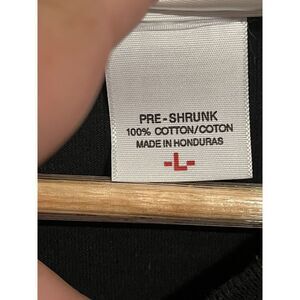 PRE-SHRUNK
100% COTTON/COTON
MADE IN HONDURAS
-L-